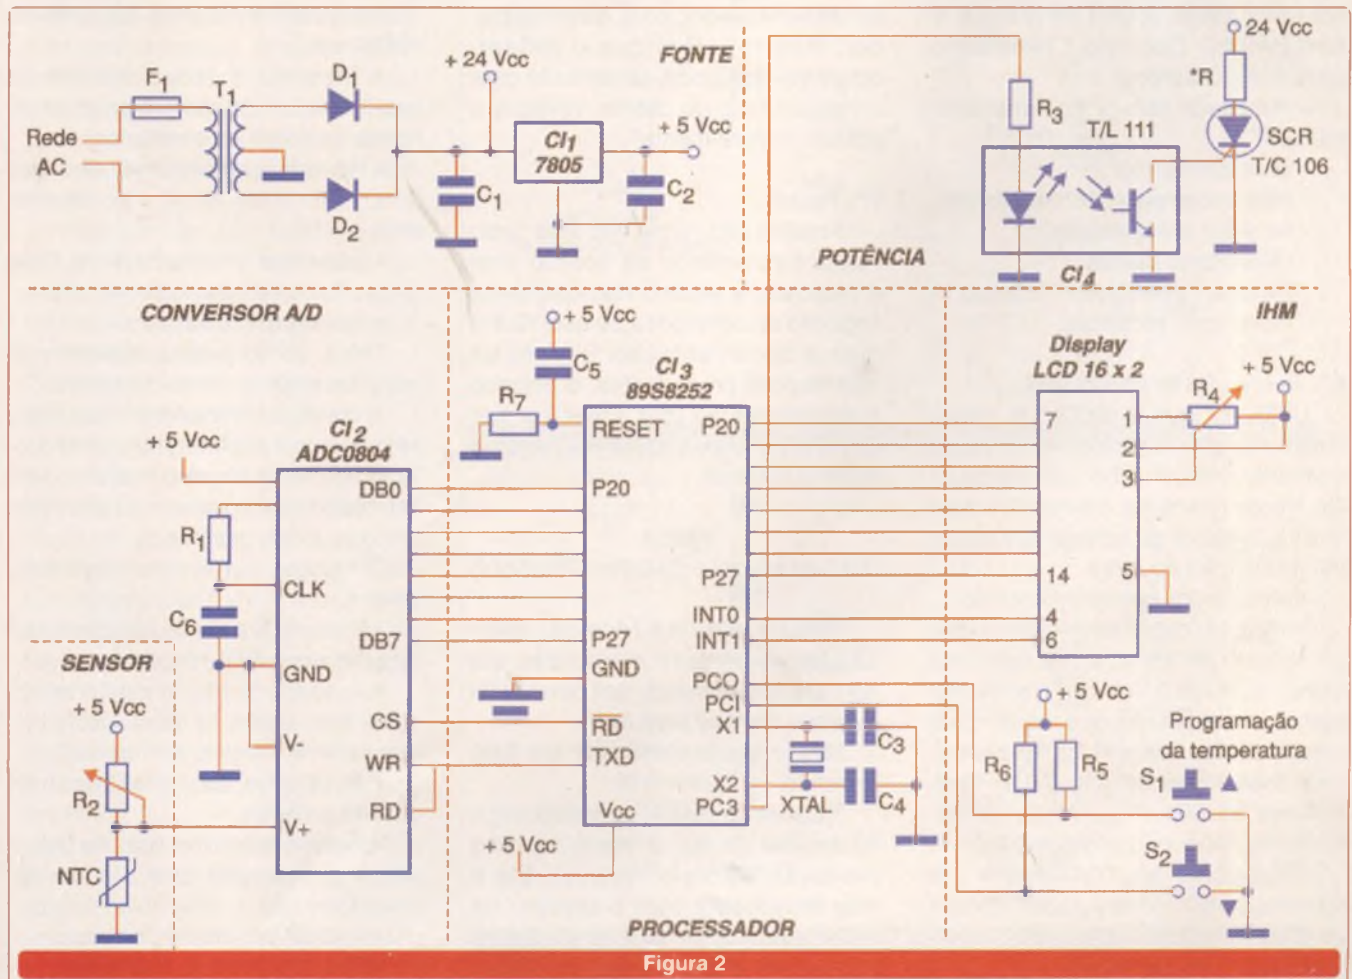 FONTE
F1
T1
D1
D2
Rede
AC
+ 24 Vcc
CI1
7805
+ 5 Vcc
C1
C2
POTÊNCIA
R3
T/L 111
CI4
24 Vcc
*R
SCR
T/C 106
CONVERSOR A/D
+ 5 Vcc
CI2
ADC0804
DB0
R1
CLK
C6
DB7
GND
CS
V-
WR
RD
V+
SENSOR
+ 5 Vcc
R2
NTC
+ 5 Vcc
C5
R7
CI3
89S8252
RESET
P20
P20
P27
P27
INT0
GND
INT1
PCO
PCI
RD
X1
TXD
X2
Vcc
PC3
+ 5 Vcc
C3
C4
XTAL
PROCESSADOR
IHM
Display
LCD 16 x 2
7
1
2
3
14
5
4
6
R4
+ 5 Vcc
+ 5 Vcc
R6
R5
Programação
da temperatura
S1
S2
Figura 2